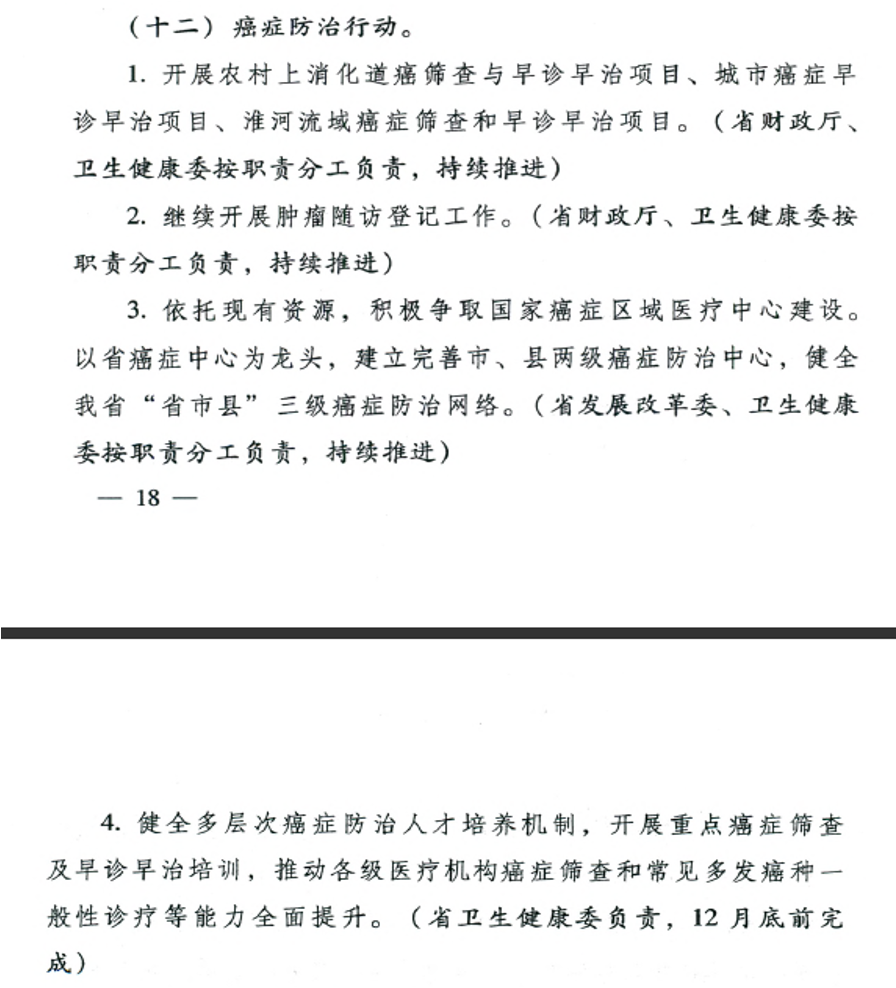 （十二）癌症防治行动。
1. 开展农村上消化道癌筛查与早诊早治项目、城市癌症早
诊早治项目、淮河流域癌症筛查和早诊早治项目。（省财政厅、
卫生健康委按职责分工负责，持续推进）
2. 继续开展肿瘤随访登记工作。（省财政厅、卫生健康委按
职责分工负责，持续推进）
3. 依托现有资源，积极争取国家癌症区域医疗中心建设。
以省癌症中心为龙头，建立完善市、县两级癌症防治中心，健全
我省“省市县”三级癌症防治网络。（省发展改革委、卫生健康
委按职责分工负责，持续推进）
— 18 —
4. 健全多层次癌症防治人才培养机制，开展重点癌症筛查
及早诊早治培训，推动各级医疗机构癌症筛查和常见多发癌种一
般性诊疗等能力全面提升。（省卫生健康委负责，12 月底前完
成）